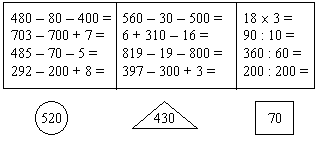 480 – 80 – 400 =
703 – 700 + 7 =
485 – 70 – 5 =
292 – 200 + 8 =
560 – 30 – 500 =
6 + 310 – 16 =
819 – 19 – 800 =
397 – 300 + 3 =
18 × 3 =
90 : 10 =
360 : 60 =
200 : 200 =
520
430
70